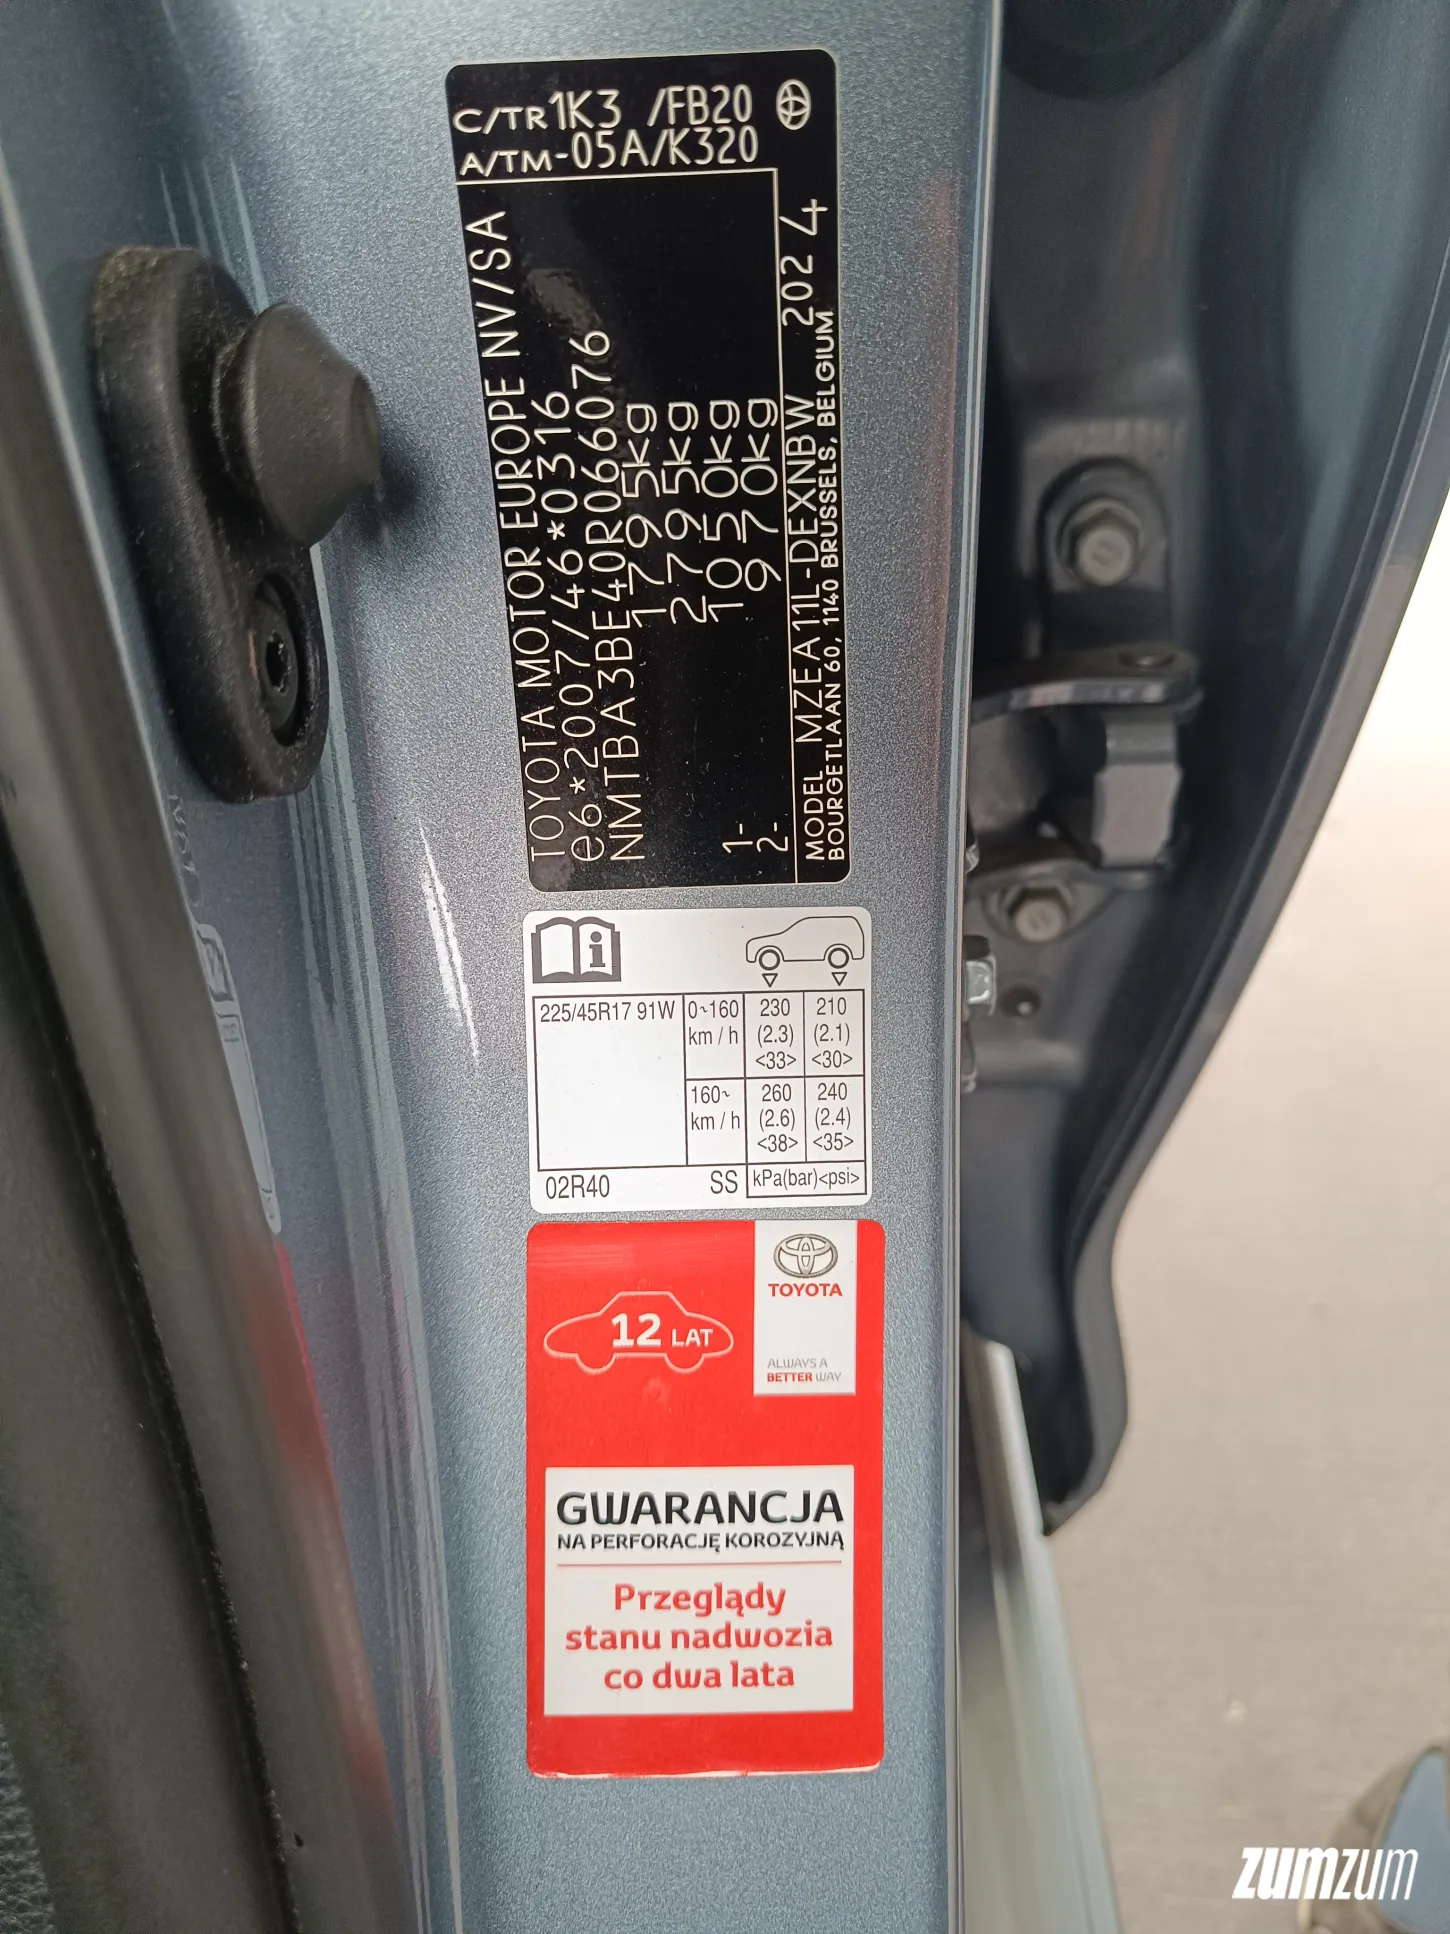 C/TR 1K3 /FB20
A/TM -05A/K320
TOYOTA MOTOR EUROPE NV/SA
e6*2007/46*0316
NMTBA3BE40R066076
1795kg
2795kg
1- 1050kg
2- 970kg
MODEL MZEA11L-DEXNBW 2024
BOURGETLAAN 60, 1140 BRUSSELS, BELGIUM
i
225/45R17 91W 0~160 km/h 230 (2.3) <33> 210 (2.1) <30>
160~ km/h 260 (2.6) <38> 240 (2.4) <35>
02R40 SS kPa(bar)<psi>
12 LAT
TOYOTA
ALWAYS A
BETTER WAY
GWARANCJA
NA PERFORACJĘ KOROZYJNĄ
Przeglądy
stanu nadwozia
co dwa lata
zumzum